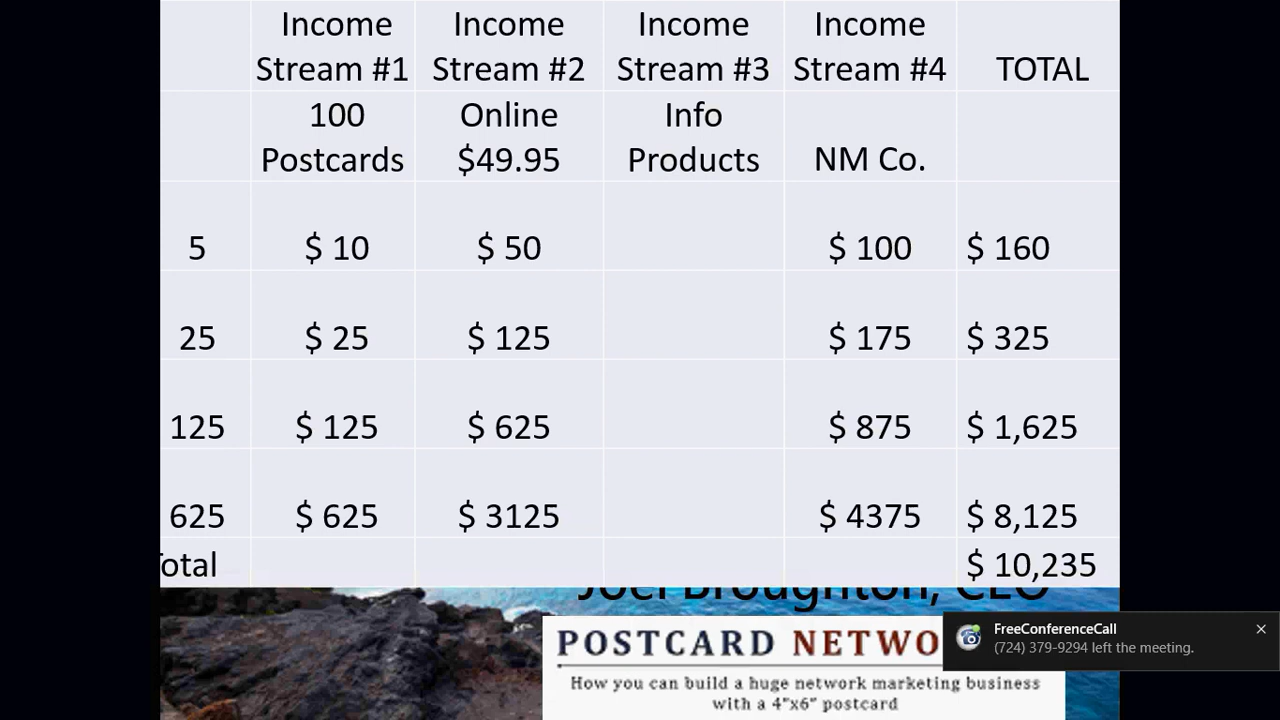 Income Income Income Income
Stream #1 Stream #2 Stream #3 Stream #4 TOTAL
100 Online Info
Postcards $49.95 Products NM Co.
5 $ 10 $ 50 $ 100 $ 160
25 $ 25 $ 125 $ 175 $ 325
125 $ 125 $ 625 $ 875 $ 1,625
625 $ 625 $ 3125 $ 4375 $ 8,125
otal $ 10,235
Joel Broughton, CEO
POSTCARD NETWO
FreeConferenceCall
(724) 379-9294 left the meeting.
How you can build a huge network marketing business
with a 4"x6" postcard